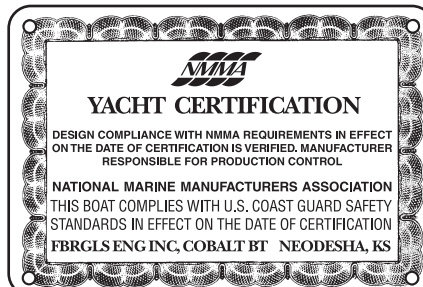 NMMA
YACHT CERTIFICATION
DESIGN COMPLIANCE WITH NMMA REQUIREMENTS IN EFFECT
ON THE DATE OF CERTIFICATION IS VERIFIED. MANUFACTURER
RESPONSIBLE FOR PRODUCTION CONTROL
NATIONAL MARINE MANUFACTURERS ASSOCIATION
THIS BOAT COMPLIES WITH U.S. COAST GUARD SAFETY
STANDARDS IN EFFECT ON THE DATE OF CERTIFICATION
FBRGLS ENG INC, COBALT BT NEODESHA, KS